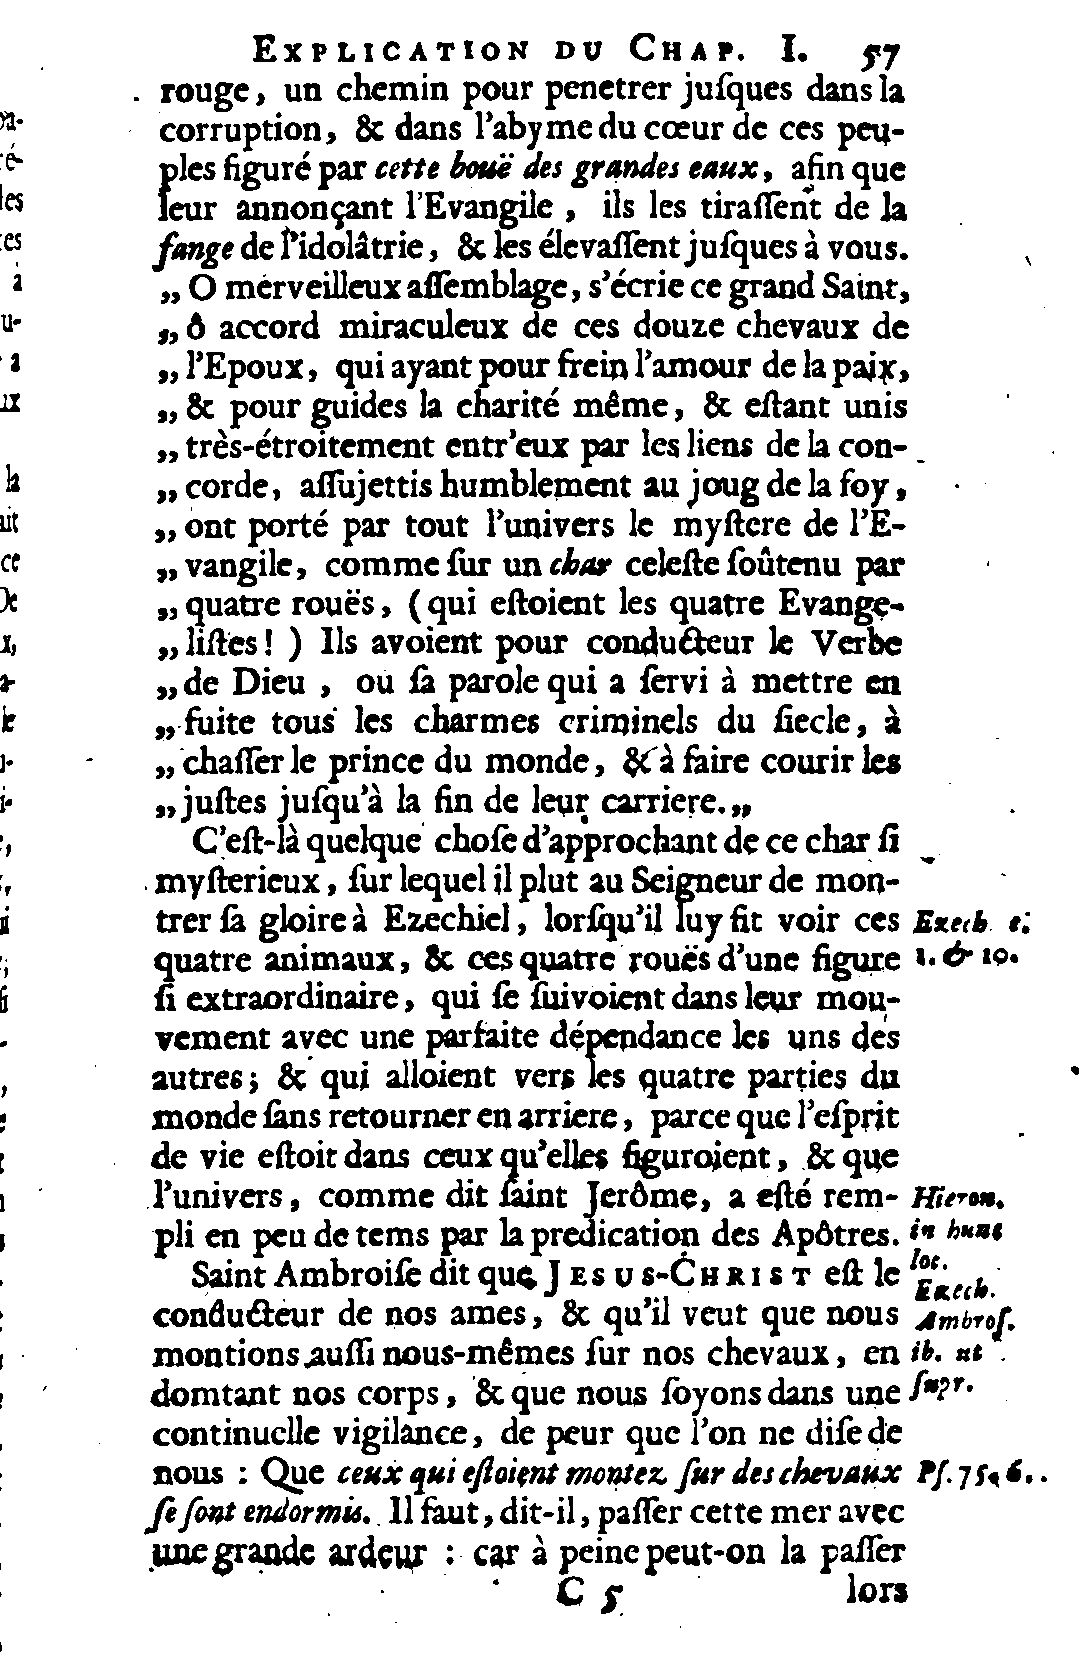 EXPLICATION DU CHAP. I. 57
rouge, un chemin pour penetrer juſques dans la
corruption, & dans l'abyme du cœur de ces peu-
ples figuré par cette bouë des grandes eaux, afin que
leur annonçant l'Evangile, ils les tiraſſent de la
fange de l'idolâtrie, & les élevaſſent juſques à vous.
„ O merveilleux aſſemblage, s'écrie ce grand Saint,
„ ô accord miraculeux de ces douze chevaux de
„ l'Epoux, qui ayant pour frein l'amour de la paix,
„ & pour guides la charité même, & eſtant unis
„ très-étroitement entr'eux par les liens de la con-
„ corde, aſſujettis humblement au joug de la foy,
„ ont porté par tout l'univers le myſtere de l'E-
„ vangile, comme ſur un char celeſte ſoûtenu par
„ quatre rouës, (qui eſtoient les quatre Evange-
„ liſtes! ) Ils avoient pour conducteur le Verbe
„ de Dieu, ou ſa parole qui a ſervi à mettre en
„ fuite tous les charmes criminels du ſiecle, à
„ chaſſer le prince du monde, & à faire courir les
„ juſtes juſqu'à la fin de leur carriere.„
C'eſt-là quelque choſe d'approchant de ce char ſi
myſterieux, ſur lequel il plut au Seigneur de mon-
trer ſa gloire à Ezechiel, lorſqu'il luy fit voir ces Ezech. c.
quatre animaux, & ces quatre rouës d'une figure 1. & 10.
ſi extraordinaire, qui ſe ſuivoient dans leur mou-
vement avec une parfaite dépendance les uns des
autres; & qui alloient vers les quatre parties du
monde ſans retourner en arriere, parce que l'eſprit
de vie eſtoit dans ceux qu'elles figuroient, & que
l'univers, comme dit ſaint Jerôme, a eſté rem- Hieron.
pli en peu de tems par la predication des Apôtres. in hunc
loc.
Saint Ambroiſe dit que JESUS-CHRIST eſt le Ezech.
conducteur de nos ames, & qu'il veut que nous Ambroſ.
montions auſſi nous-mêmes ſur nos chevaux, en ib. ut
domtant nos corps, & que nous ſoyons dans une ſupr.
continuelle vigilance, de peur que l'on ne diſe de
nous : Que ceux qui eſtoient montez ſur des chevaux Pſ. 75. 6.
ſe ſont endormis. Il faut, dit-il, paſſer cette mer avec
une grande ardeur : car à peine peut-on la paſſer
C 5 lors